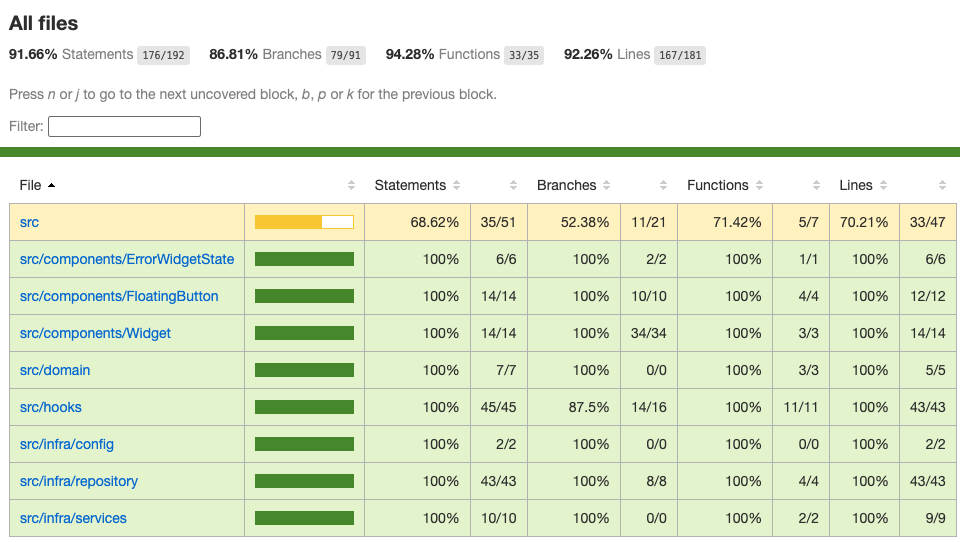 All files
91.66% Statements 176/192 86.81% Branches 79/91 94.28% Functions 33/35 92.26% Lines 167/181
Press n or j to go to the next uncovered block, b, p or k for the previous block.
Filter:
File Statements Branches Functions Lines
src 68.62% 35/51 52.38% 11/21 71.42% 5/7 70.21% 33/47
src/components/ErrorWidgetState 100% 6/6 100% 2/2 100% 1/1 100% 6/6
src/components/FloatingButton 100% 14/14 100% 10/10 100% 4/4 100% 12/12
src/components/Widget 100% 14/14 100% 34/34 100% 3/3 100% 14/14
src/domain 100% 7/7 100% 0/0 100% 3/3 100% 5/5
src/hooks 100% 45/45 87.5% 14/16 100% 11/11 100% 43/43
src/infra/config 100% 2/2 100% 0/0 100% 0/0 100% 2/2
src/infra/repository 100% 43/43 100% 8/8 100% 4/4 100% 43/43
src/infra/services 100% 10/10 100% 0/0 100% 2/2 100% 9/9